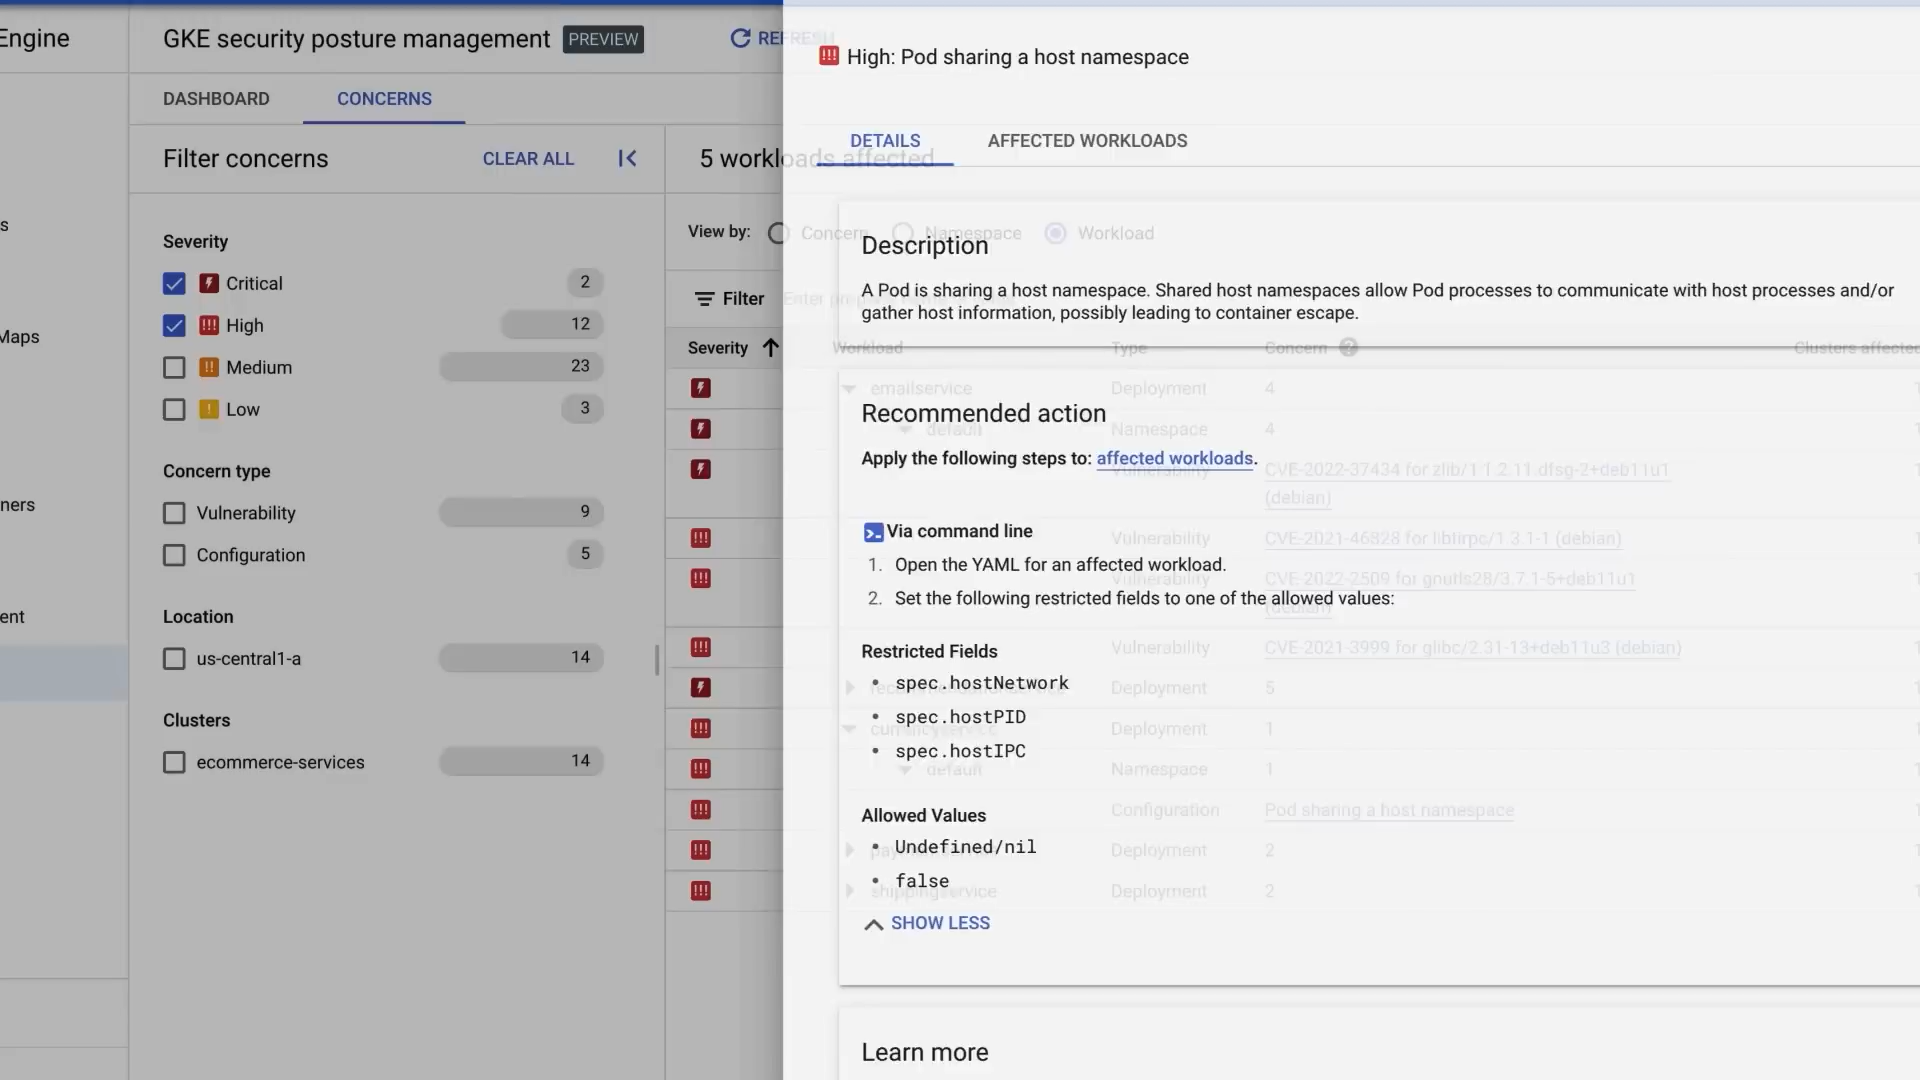 Engine
GKE security posture management PREVIEW
REFRESH
High: Pod sharing a host namespace
DASHBOARD CONCERNS
DETAILS AFFECTED WORKLOADS
Filter concerns CLEAR ALL
5 workloads affected
s
View by: Concern Namespace Workload
Severity
Description
Critical 2
A Pod is sharing a host namespace. Shared host namespaces allow Pod processes to communicate with host processes and/or
gather host information, possibly leading to container escape.
Filter
High 12
Maps
Severity Workload Type Concern Clusters affected
Medium 23
emailservice Deployment 4
Low 3
Recommended action
default Namespace 4
Apply the following steps to: affected workloads.
Vulnerability CVE-2022-37434 for zlib/1:1.2.11.dfsg-2+deb11u1
(debian)
Concern type
ners
Vulnerability 9
Via command line
Vulnerability CVE-2021-46828 for libtirpc/1.3.1-1 (debian)
Configuration 5
1. Open the YAML for an affected workload.
Vulnerability CVE-2022-2509 for gnutls28/3.7.1-5+deb11u1
(debian)
2. Set the following restricted fields to one of the allowed values:
ent
Location
us-central1-a 14
Restricted Fields
Vulnerability CVE-2021-3999 for glibc/2.31-13+deb11u3 (debian)
• spec.hostNetwork
Deployment 5
• spec.hostPID
currencyservice Deployment 1
• spec.hostIPC
default Namespace 1
Clusters
ecommerce-services 14
Allowed Values
Configuration Pod sharing a host namespace
• Undefined/nil
Deployment 2
• false
shippingservice Deployment 2
SHOW LESS
Learn more